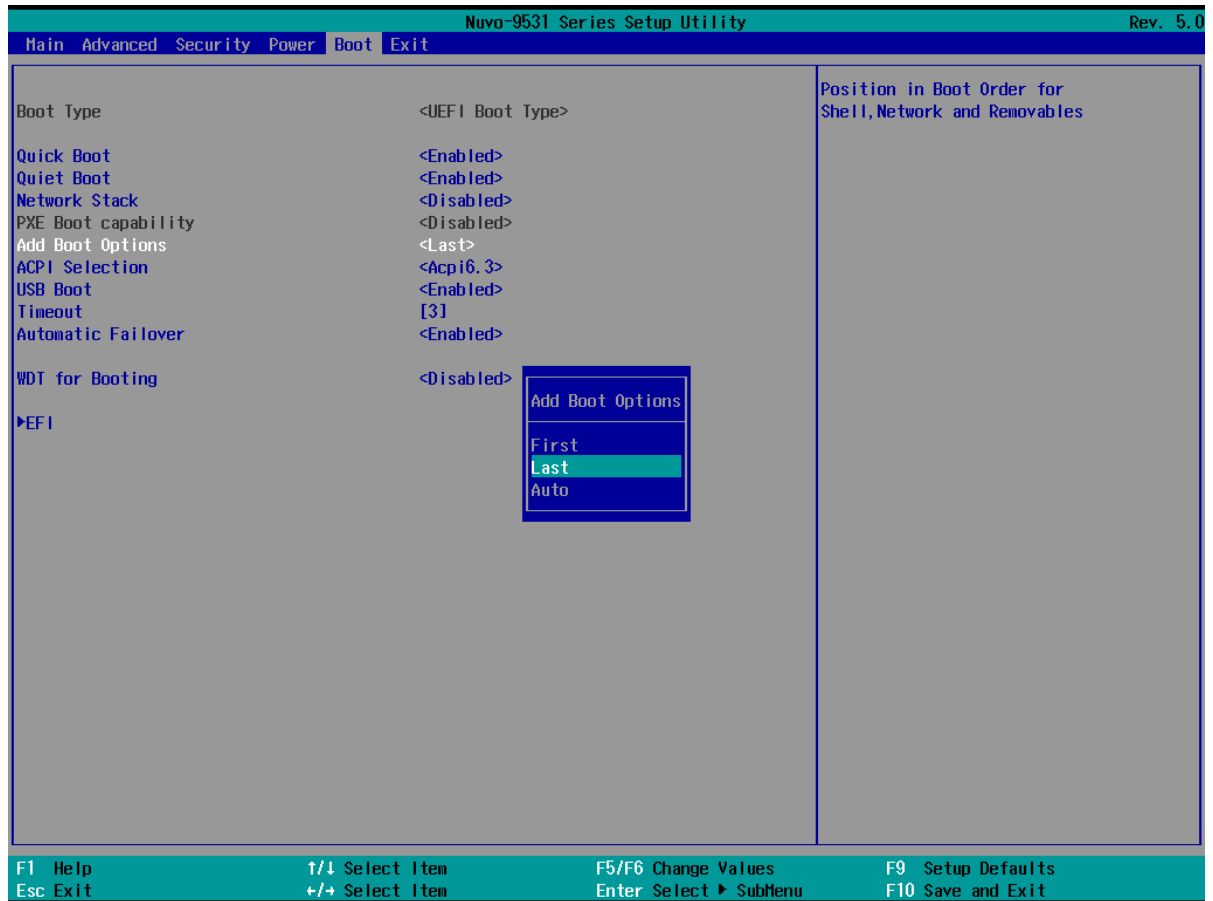 Nuvo-9531 Series Setup Utility Rev. 5.0
Main Advanced Security Power Boot Exit
Position in Boot Order for
Shell,Network and Removables
Boot Type <UEFI Boot Type>
Quick Boot <Enabled>
Quiet Boot <Enabled>
Network Stack <Disabled>
PXE Boot capability <Disabled>
Add Boot Options <Last>
ACPI Selection <Acpi6.3>
USB Boot <Enabled>
Timeout [3]
Automatic Failover <Enabled>
WDT for Booting <Disabled>
▶EFI
Add Boot Options
First
Last
Auto
F1 Help ↑/↓ Select Item F5/F6 Change Values F9 Setup Defaults
Esc Exit ←/→ Select Item Enter Select ▶ SubMenu F10 Save and Exit